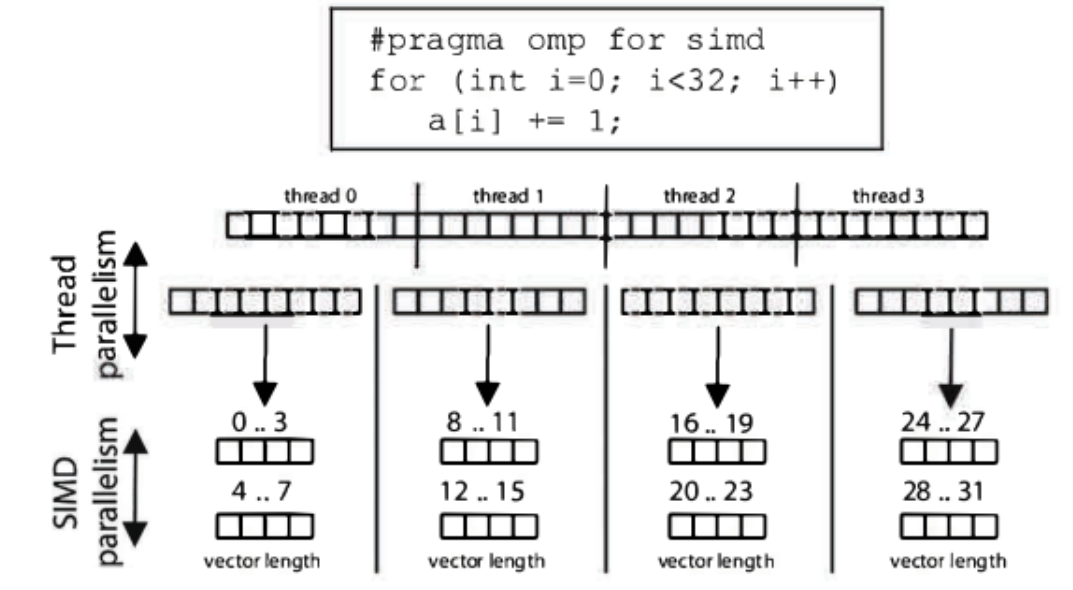 #pragma omp for simd
for (int i=0; i<32; i++)
a[i] += 1;
thread 0 thread 1 thread 2 thread 3
Thread
parallelism
0 .. 3 8 .. 11 16 .. 19 24 .. 27
SIMD
parallelism
4 .. 7 12 .. 15 20 .. 23 28 .. 31
vector length vector length vector length vector length